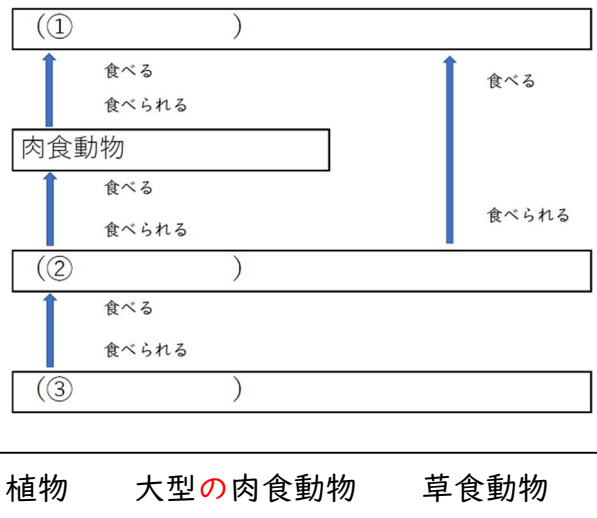 (① )
食べる
食べる
食べられる
肉食動物
食べる
食べられる
食べられる
(② )
食べる
食べられる
(③ )
植物 大型の肉食動物 草食動物